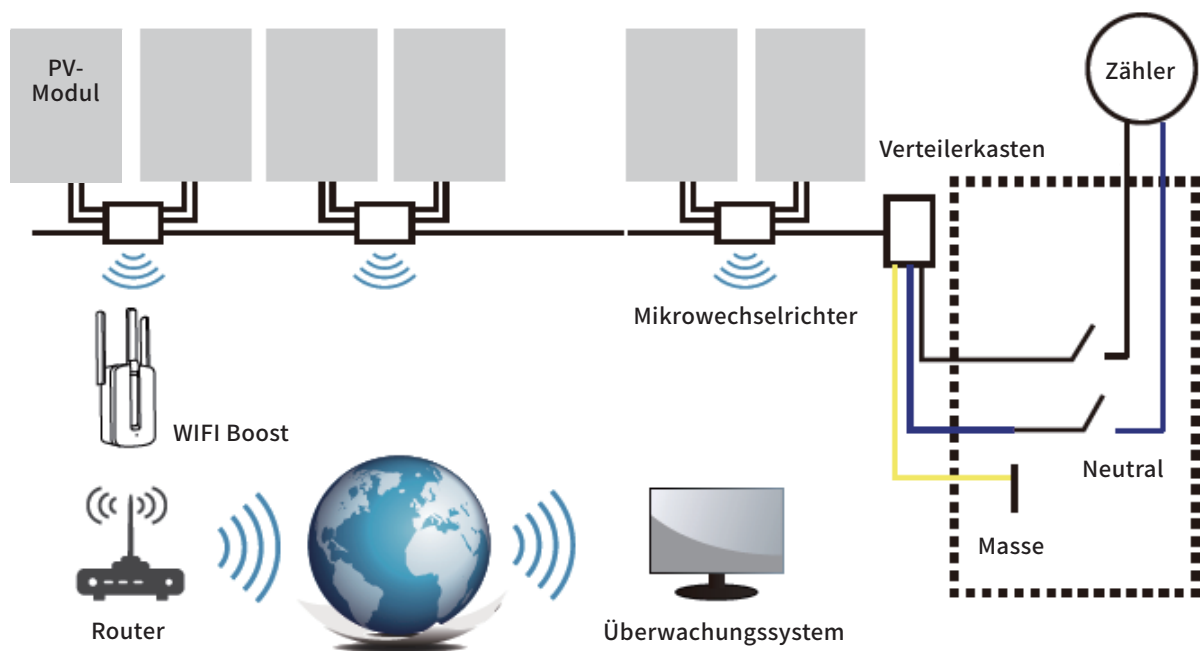 PV-
Modul
Zähler
Verteilerkasten
Mikrowechselrichter
WIFI Boost
Neutral
Masse
Router
Überwachungssystem